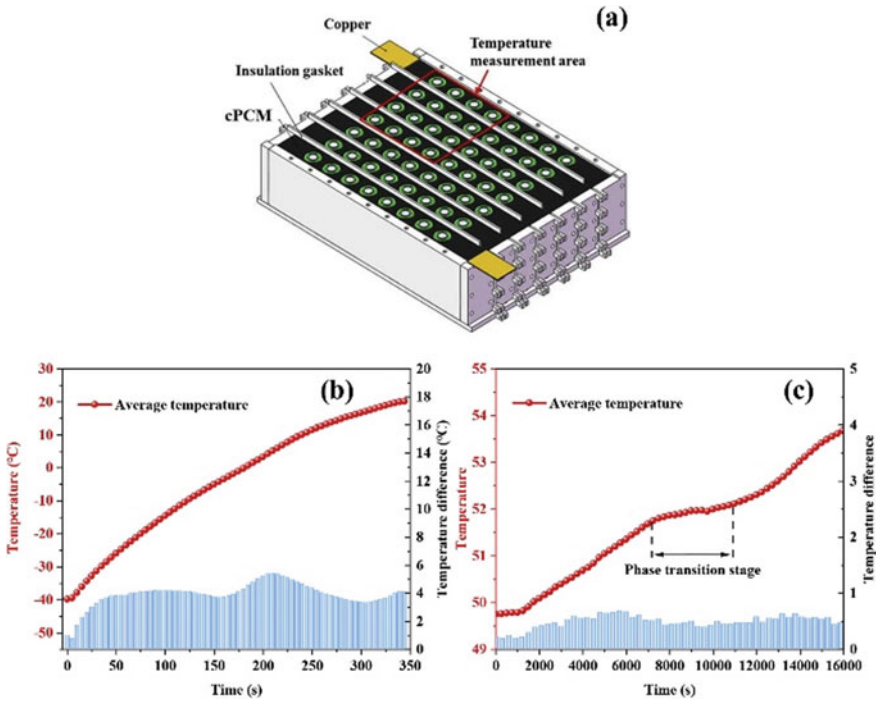 (a)
Copper
Temperature
measurement area
Insulation gasket
cPCM
(b)
Average temperature
Temperature (°C)
30
20
10
0
-10
-20
-30
-40
-50
20
18
16
14
12
10
8
6
4
2
0
Temperature difference (°C)
0
50
100
150
200
250
300
350
Time (s)
(c)
Average temperature
Temperature
55
54
53
52
51
50
49
5
4
3
2
1
0
Temperature difference
Phase transition stage
0
2000
4000
6000
8000
10000
12000
14000
16000
Time (s)